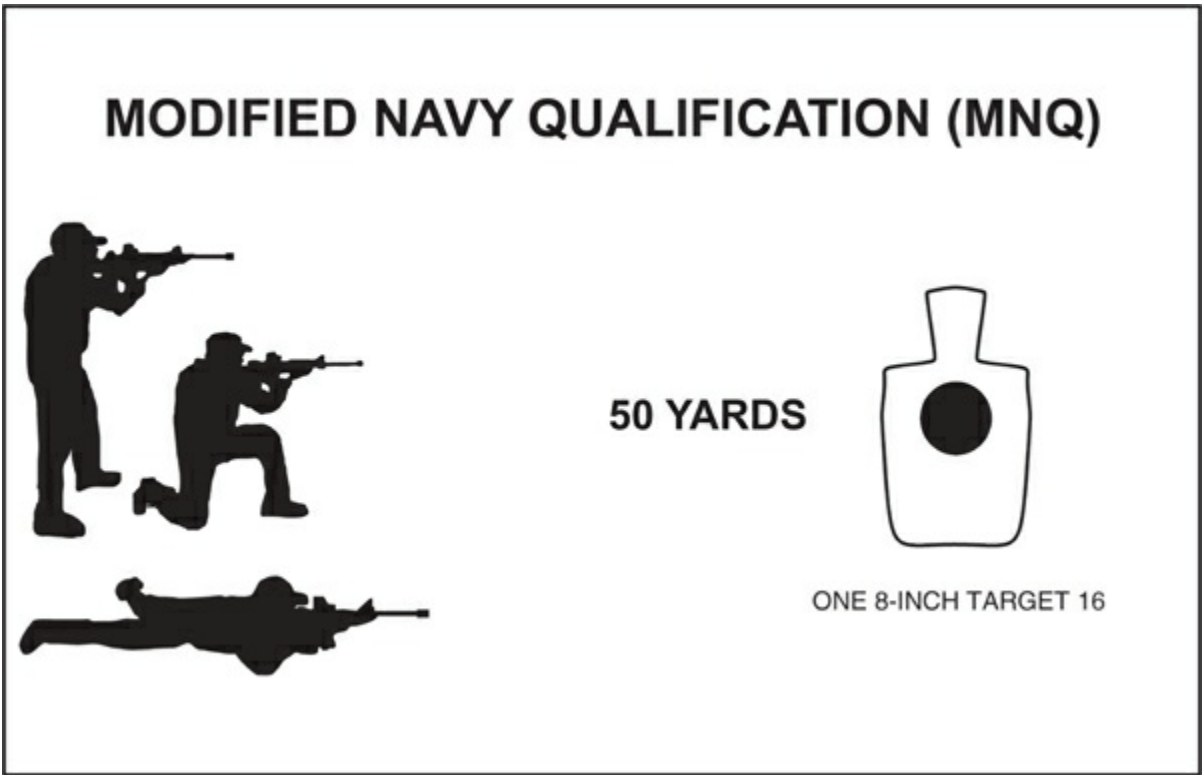 MODIFIED NAVY QUALIFICATION (MNQ)
50 YARDS
ONE 8-INCH TARGET 16